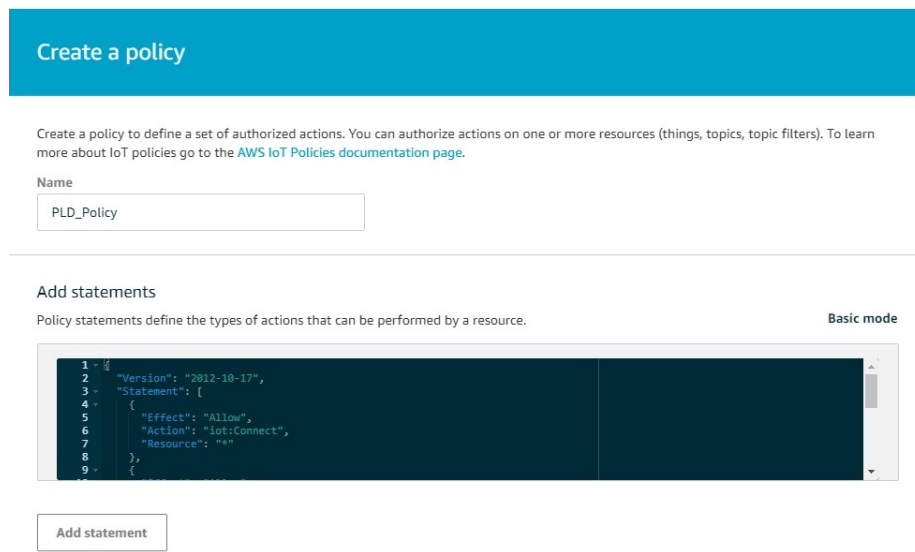 Create a policy
Create a policy to define a set of authorized actions. You can authorize actions on one or more resources (things, topics, topic filters). To learn
more about IoT policies go to the AWS IoT Policies documentation page.
Name
PLD_Policy
Add statements
Policy statements define the types of actions that can be performed by a resource.
Basic mode
1 {
2 "Version": "2012-10-17",
3 "Statement": [
4 {
5 "Effect": "Allow",
6 "Action": "iot:Connect",
7 "Resource": "*"
8 },
9 {
Add statement